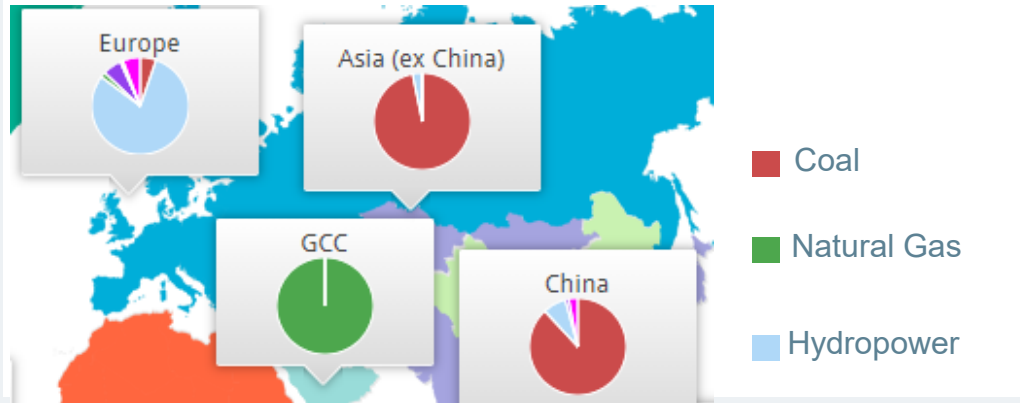 Europe
Asia (ex China)
GCC
China
Coal
Natural Gas
Hydropower